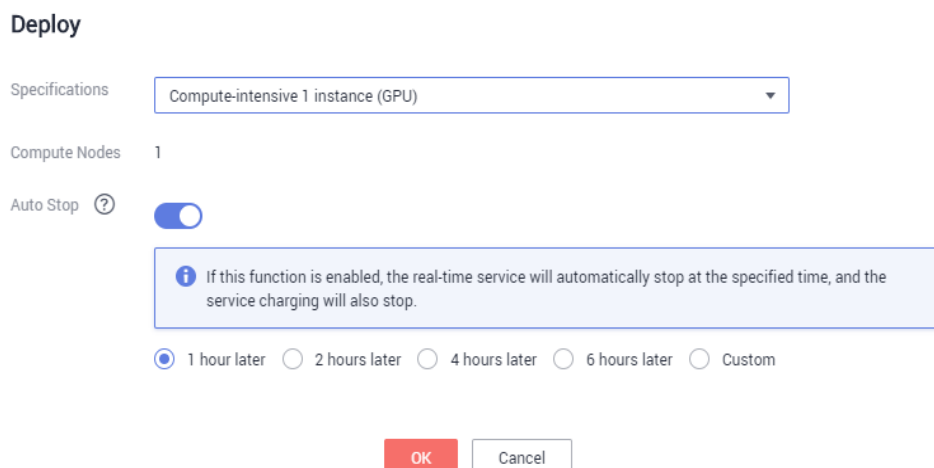 Deploy
Specifications
Compute-intensive 1 instance (GPU)
Compute Nodes 1
Auto Stop ?
If this function is enabled, the real-time service will automatically stop at the specified time, and the
service charging will also stop.
1 hour later 2 hours later 4 hours later 6 hours later Custom
OK Cancel